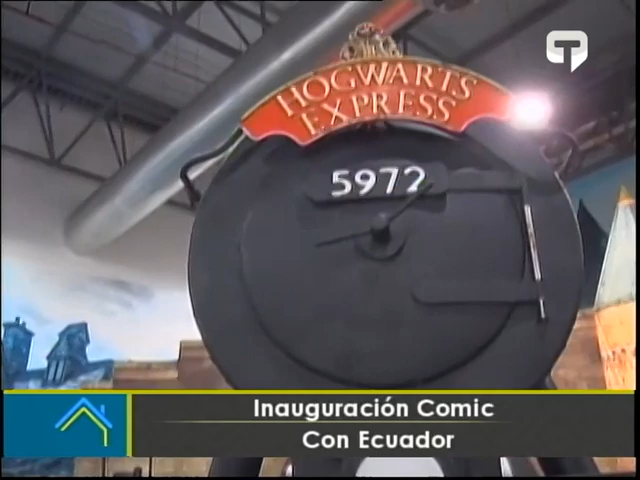 HOGWARTS
EXPRESS
5972
Inauguración Comic
Con Ecuador